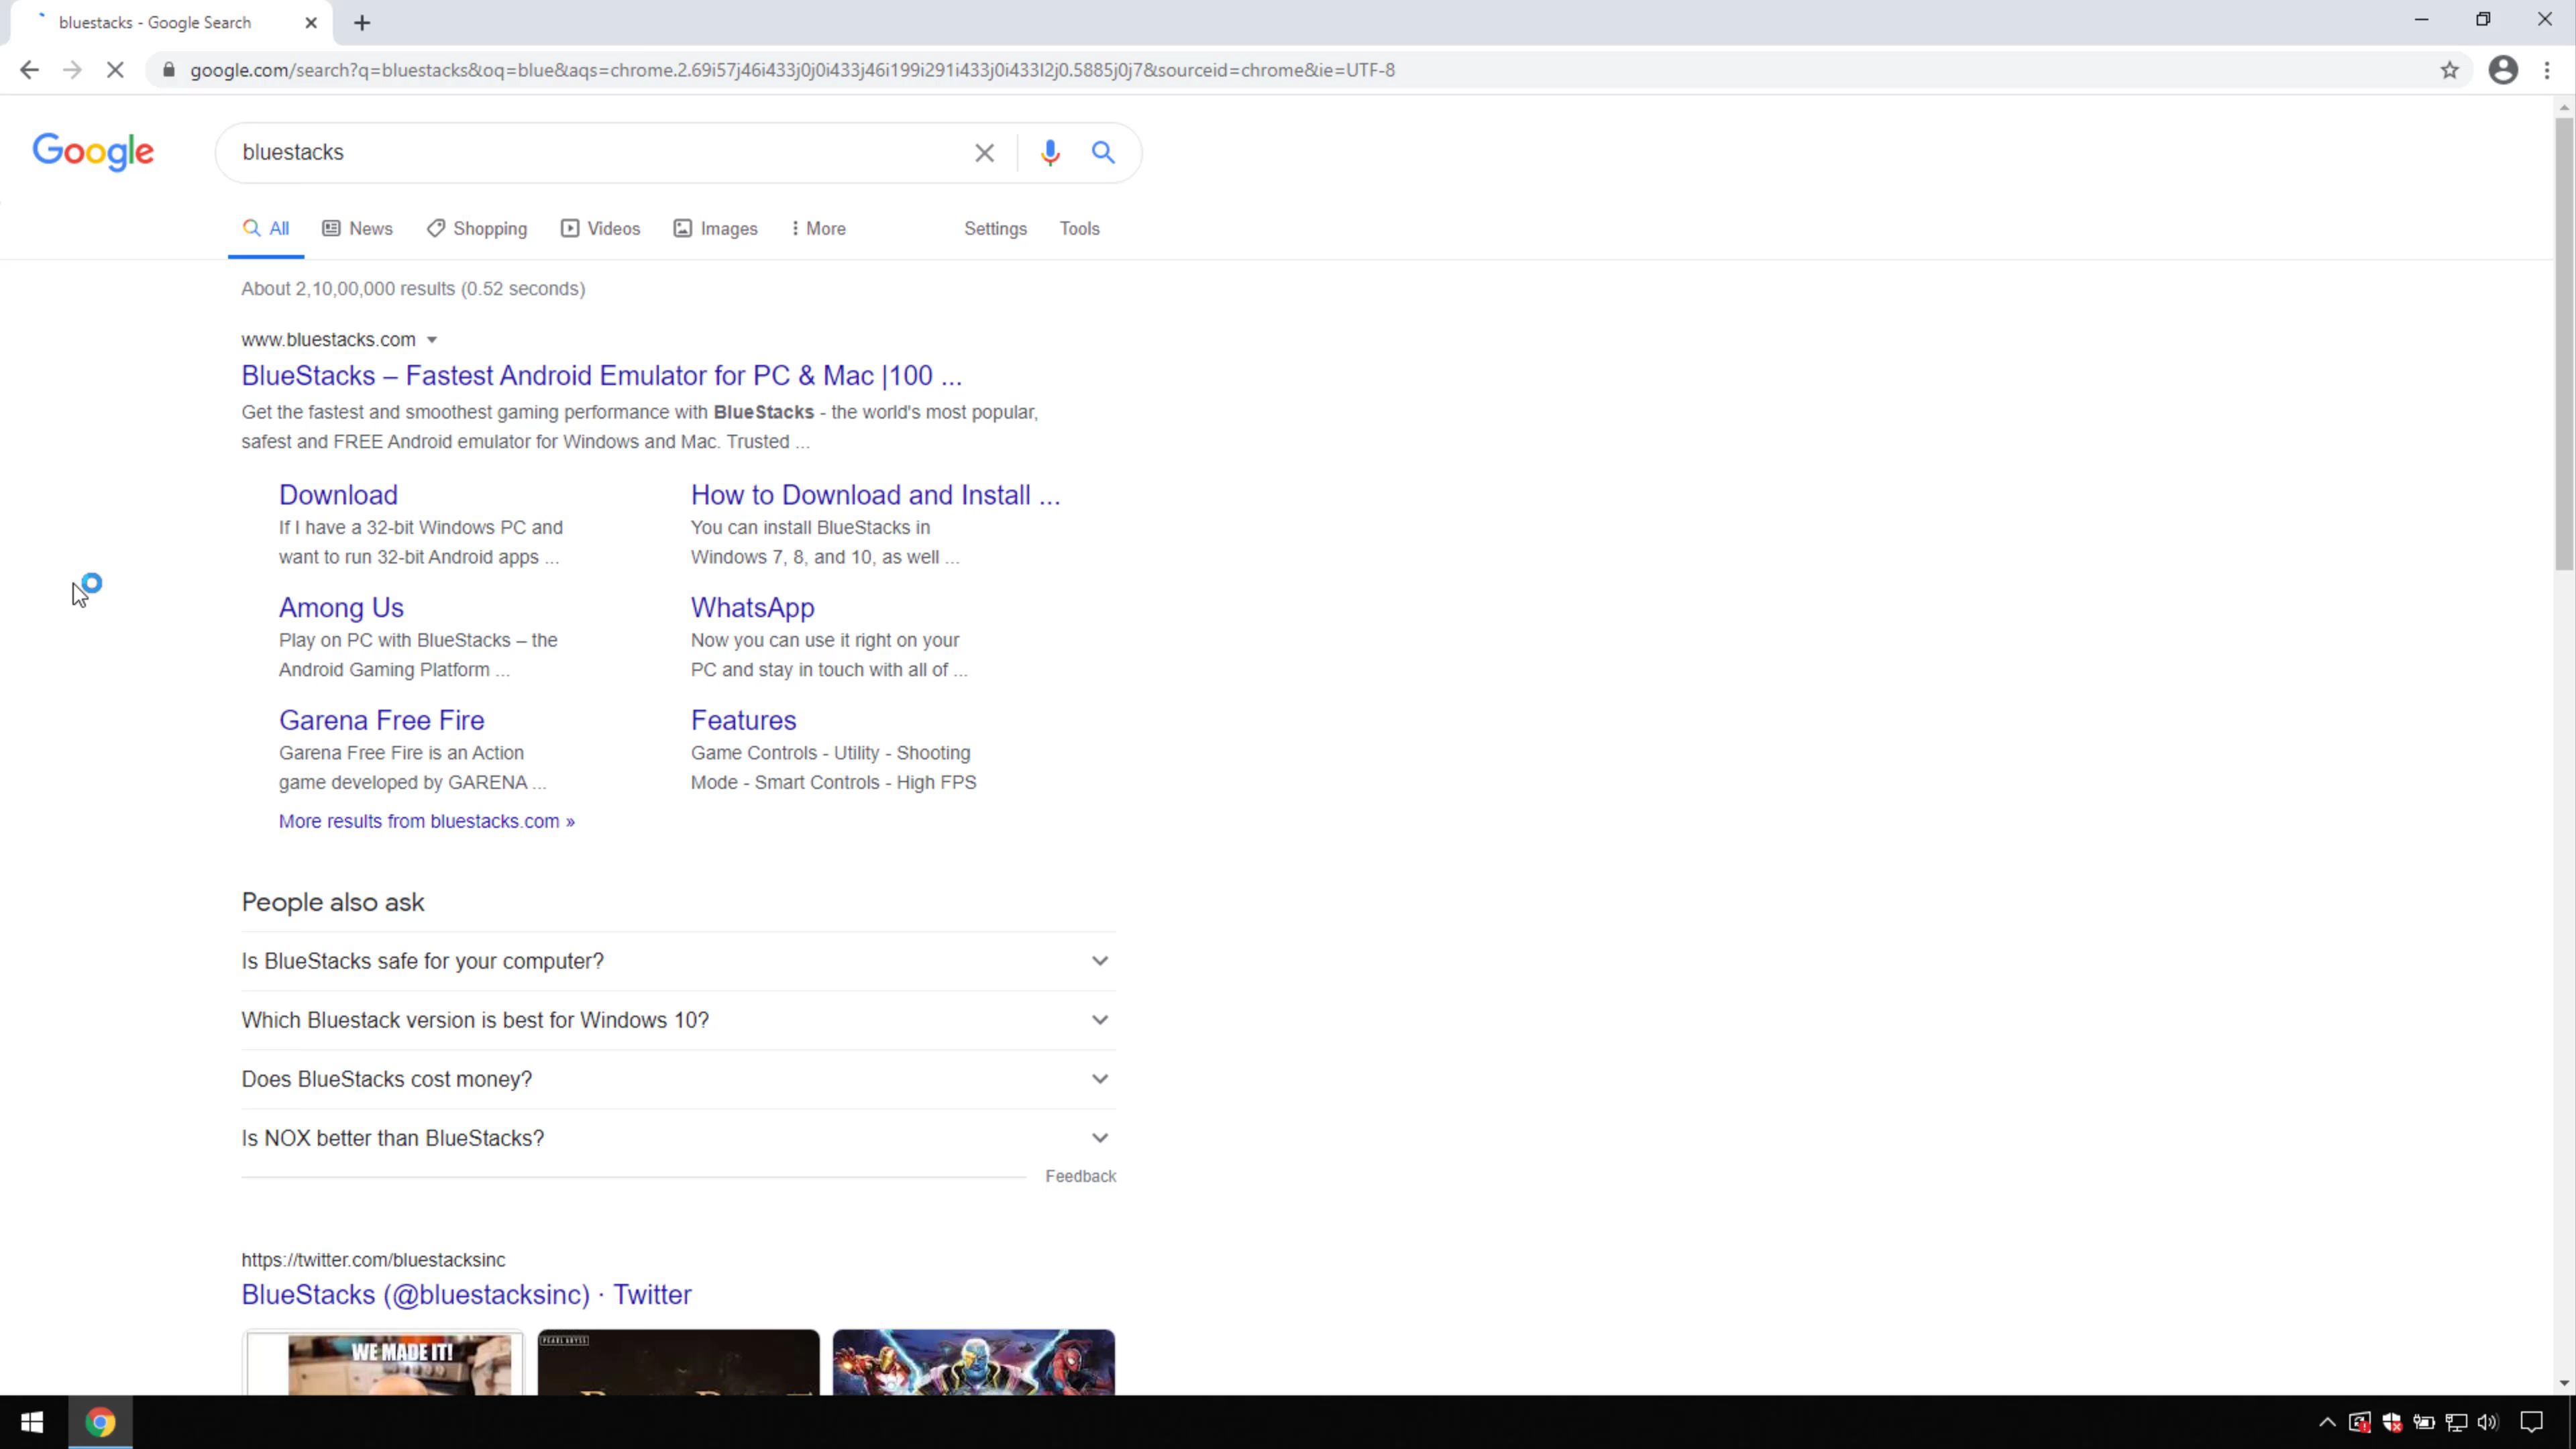 bluestacks - Google Search
google.com/search?q=bluestacks&oq=blue&aqs=chrome.2.69i57j46i433j0j0i433j46i199i291i433j0i433l2j0.5885j0j7&sourceid=chrome&ie=UTF-8
Google
bluestacks
All News Shopping Videos Images More Settings Tools
About 2,10,00,000 results (0.52 seconds)
www.bluestacks.com
BlueStacks – Fastest Android Emulator for PC & Mac |100 ...
Get the fastest and smoothest gaming performance with BlueStacks - the world's most popular,
safest and FREE Android emulator for Windows and Mac. Trusted ...
Download
If I have a 32-bit Windows PC and
want to run 32-bit Android apps ...
How to Download and Install ...
You can install BlueStacks in
Windows 7, 8, and 10, as well ...
Among Us
Play on PC with BlueStacks – the
Android Gaming Platform ...
WhatsApp
Now you can use it right on your
PC and stay in touch with all of ...
Garena Free Fire
Garena Free Fire is an Action
game developed by GARENA ...
Features
Game Controls - Utility - Shooting
Mode - Smart Controls - High FPS
More results from bluestacks.com »
People also ask
Is BlueStacks safe for your computer?
Which Bluestack version is best for Windows 10?
Does BlueStacks cost money?
Is NOX better than BlueStacks?
Feedback
https://twitter.com/bluestacksinc
BlueStacks (@bluestacksinc) · Twitter
WE MADE IT!
PEARL ABYSS